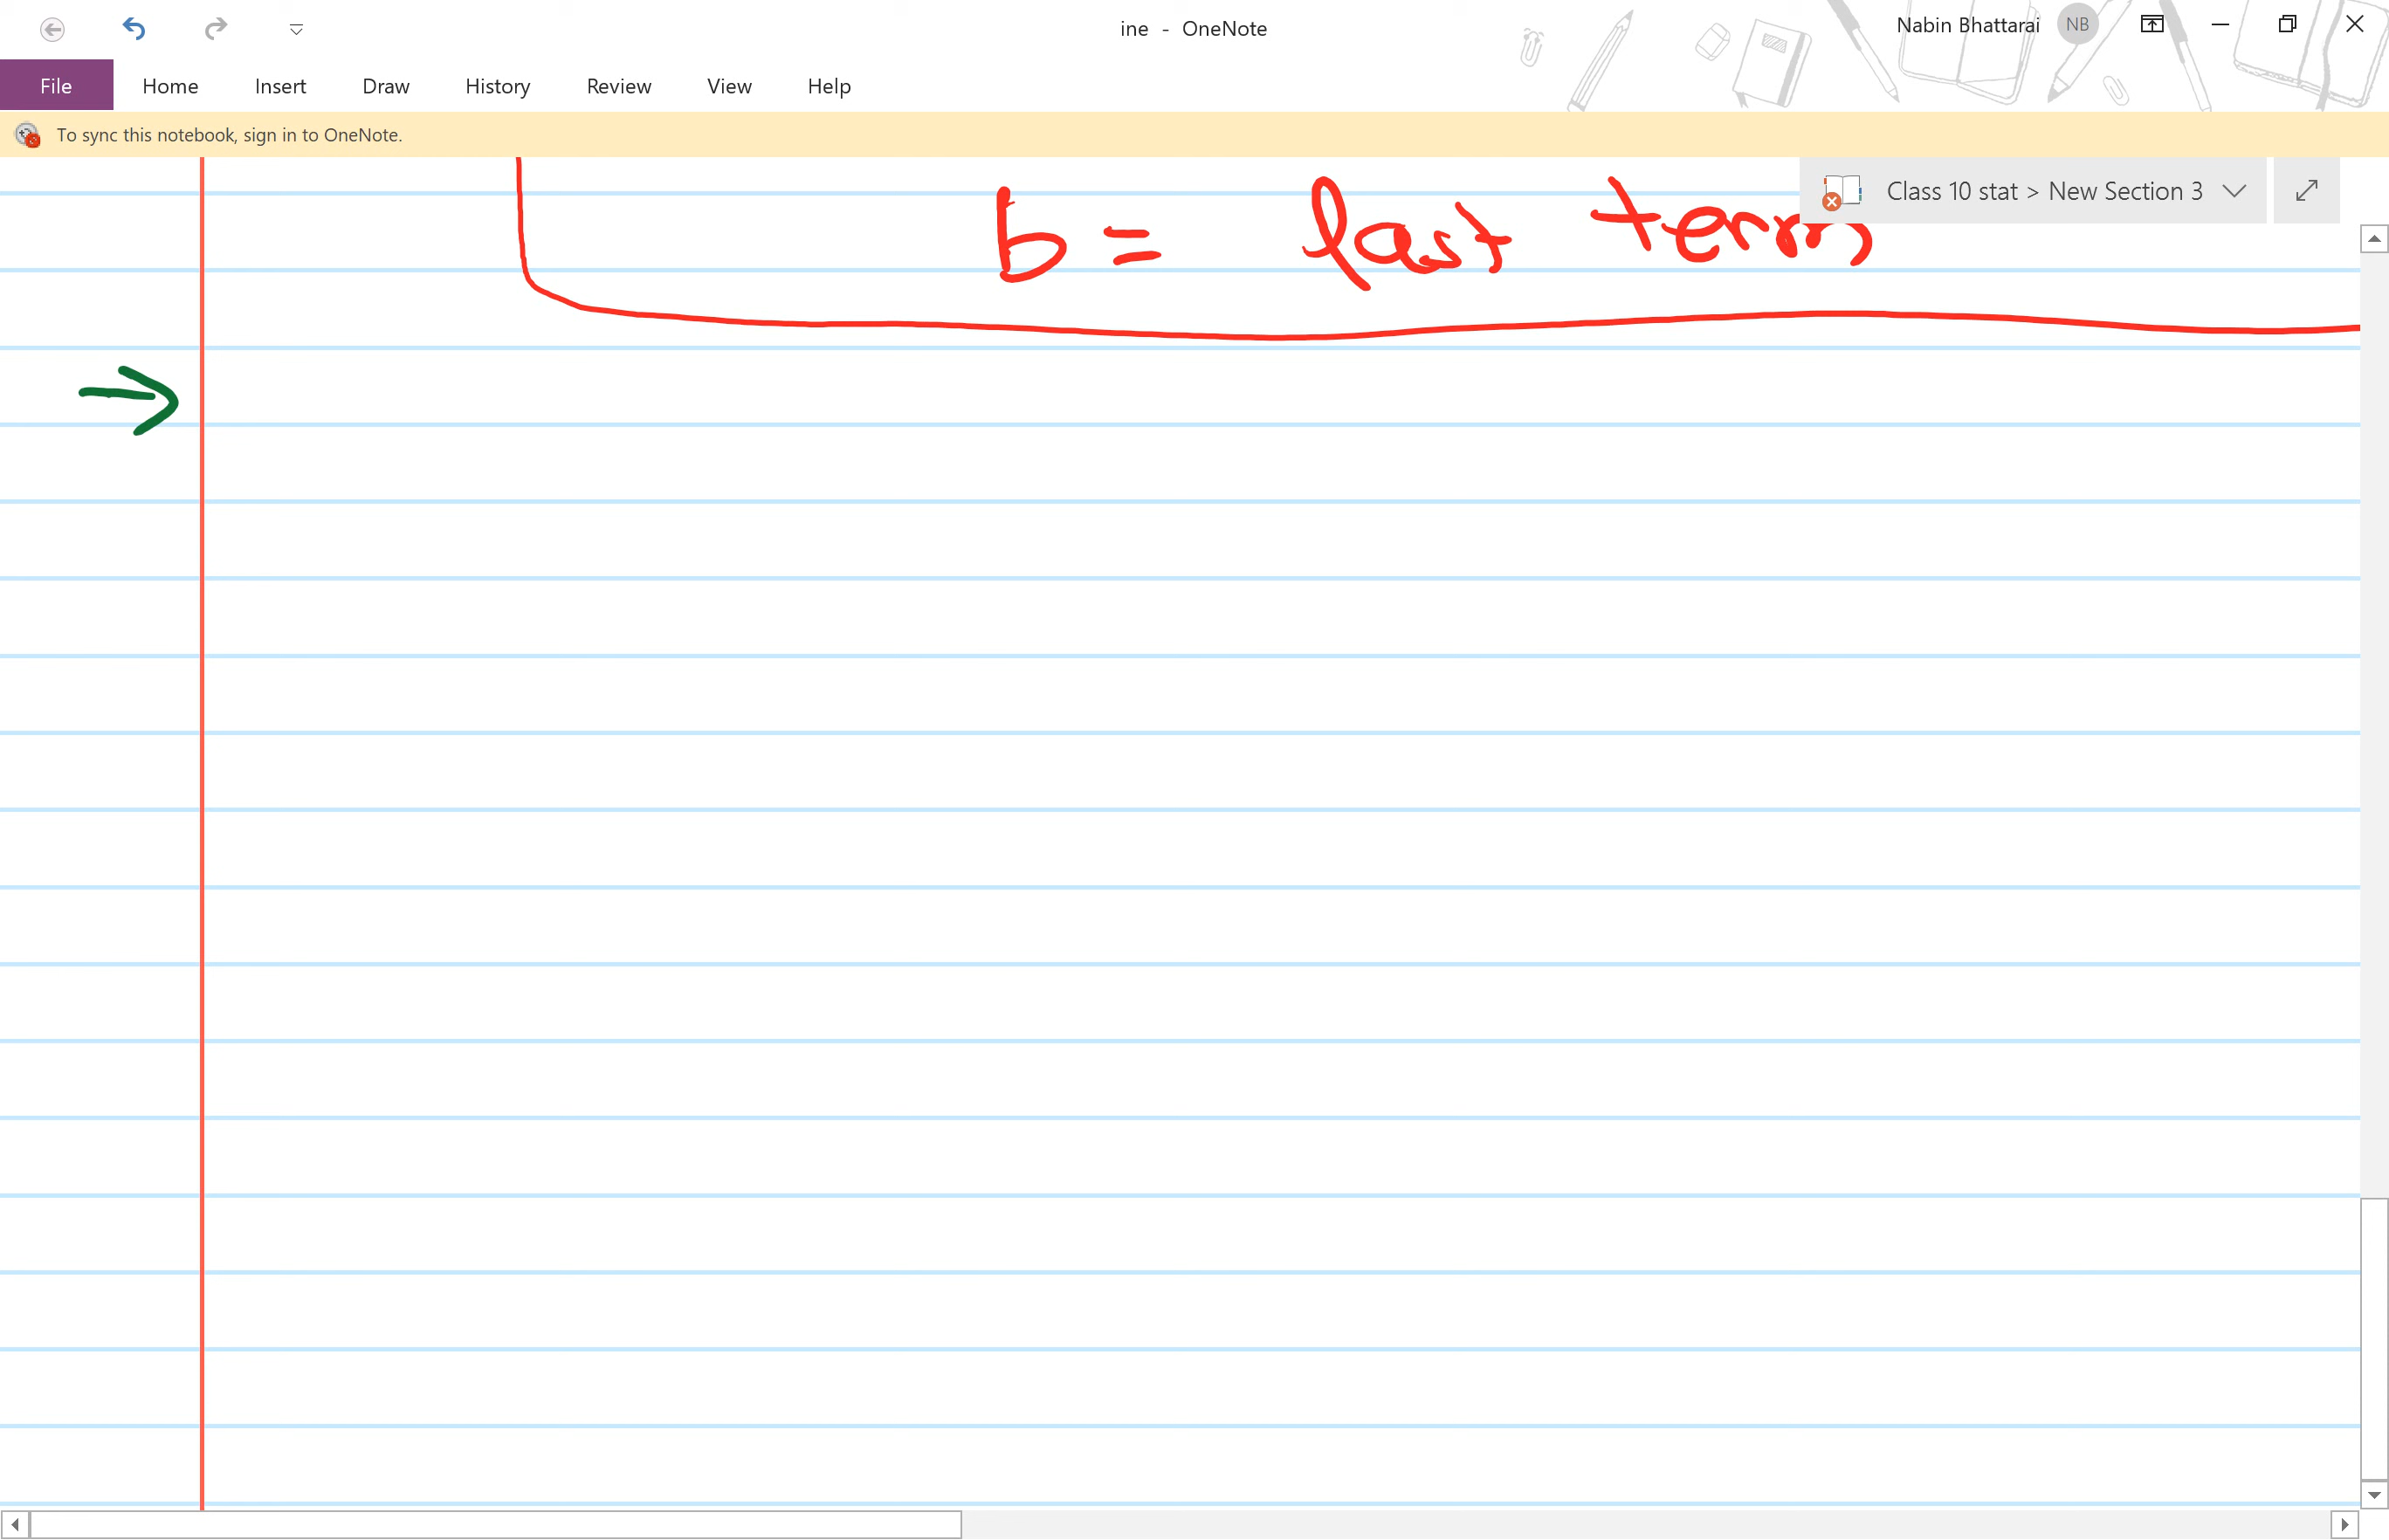 ine - OneNote
Nabin Bhattarai NB
File Home Insert Draw History Review View Help
To sync this notebook, sign in to OneNote.
Class 10 stat > New Section 3
b = last term